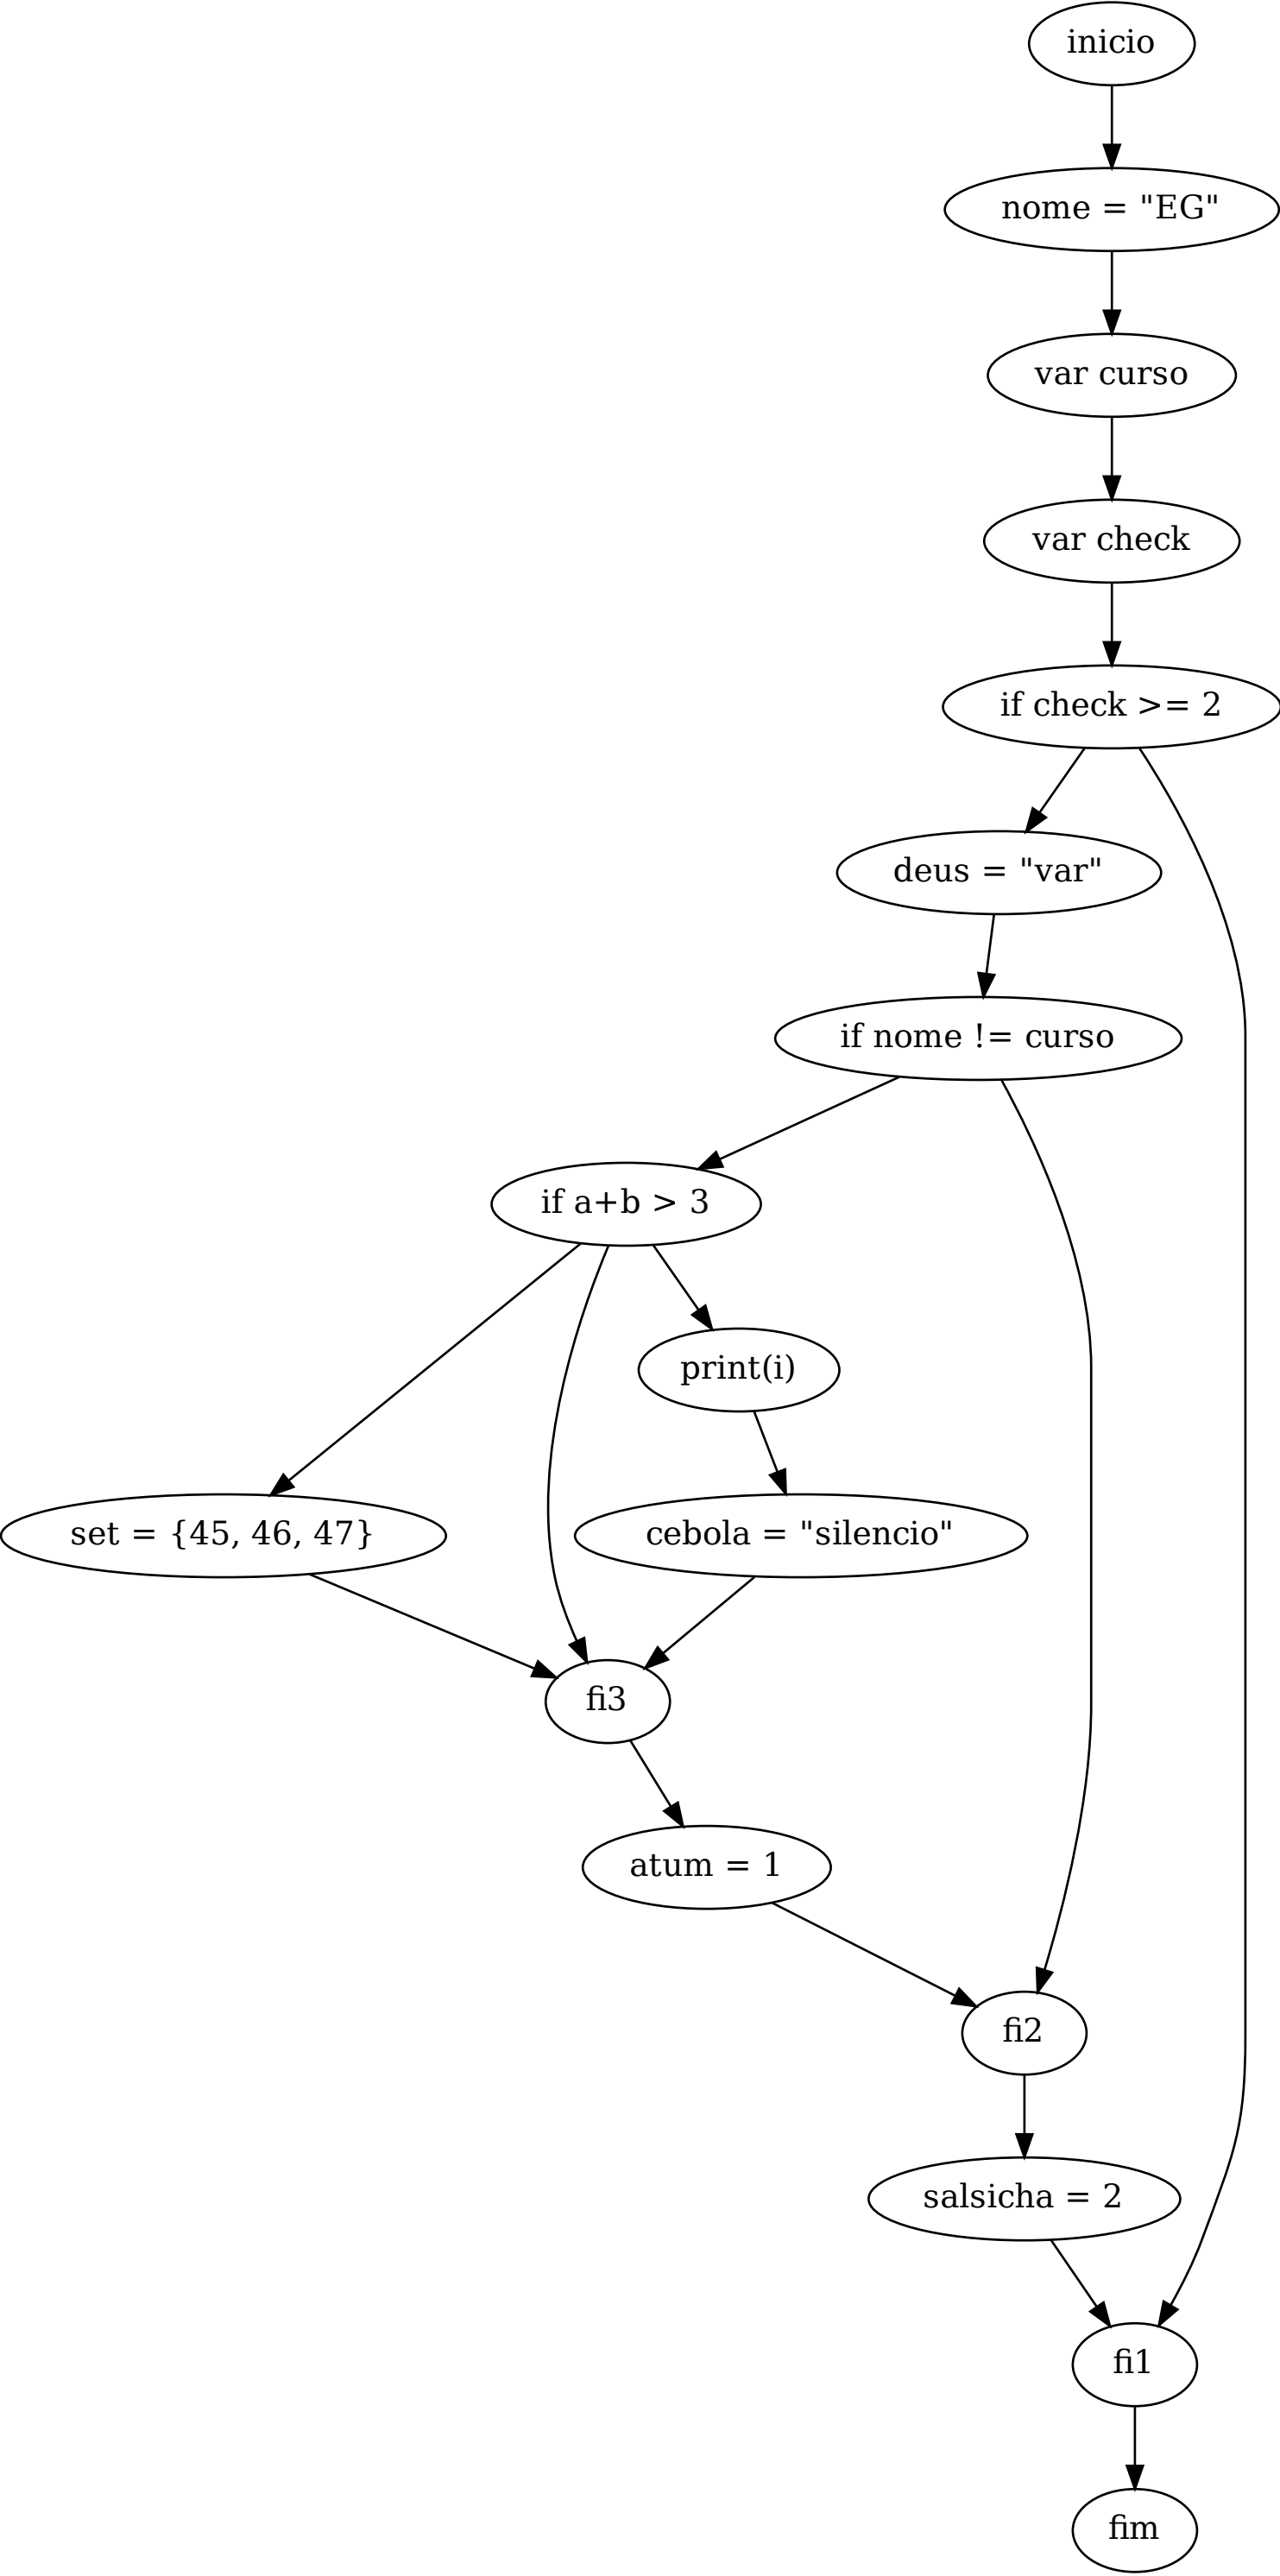 inicio
nome = "EG"
var curso
var check
if check >= 2
deus = "var"
if nome != curso
if a+b > 3
print(i)
set = {45, 46, 47}
cebola = "silencio"
fi3
atum = 1
fi2
salsicha = 2
fi1
fim